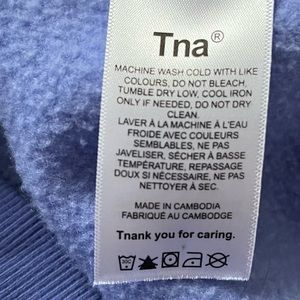 Tna®
MACHINE WASH COLD WITH LIKE
COLOURS, DO NOT BLEACH,
TUMBLE DRY LOW, COOL IRON
ONLY IF NEEDED, DO NOT DRY
CLEAN.
LAVER À LA MACHINE À L'EAU
FROIDE AVEC COULEURS
SEMBLABLES, NE PAS
JAVELISER, SÉCHER À BASSE
TEMPÉRATURE, REPASSAGE
DOUX SI NÉCESSAIRE, NE PAS
NETTOYER À SEC.
MADE IN CAMBODIA
FABRIQUÉ AU CAMBODGE
Thank you for caring.